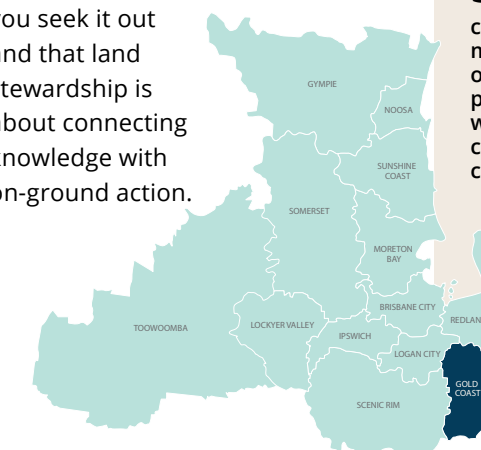 you seek it out
and that land
stewardship is
about connecting
knowledge with
on-ground action.
GYMPIE
NOOSA
SUNSHINE
COAST
SOMERSET
MORETON
BAY
BRISBANE CITY
REDLAN
TOOWOOMBA
LOCKYER VALLEY
IPSWICH
LOGAN CITY
GOLD
COAST
SCENIC RIM